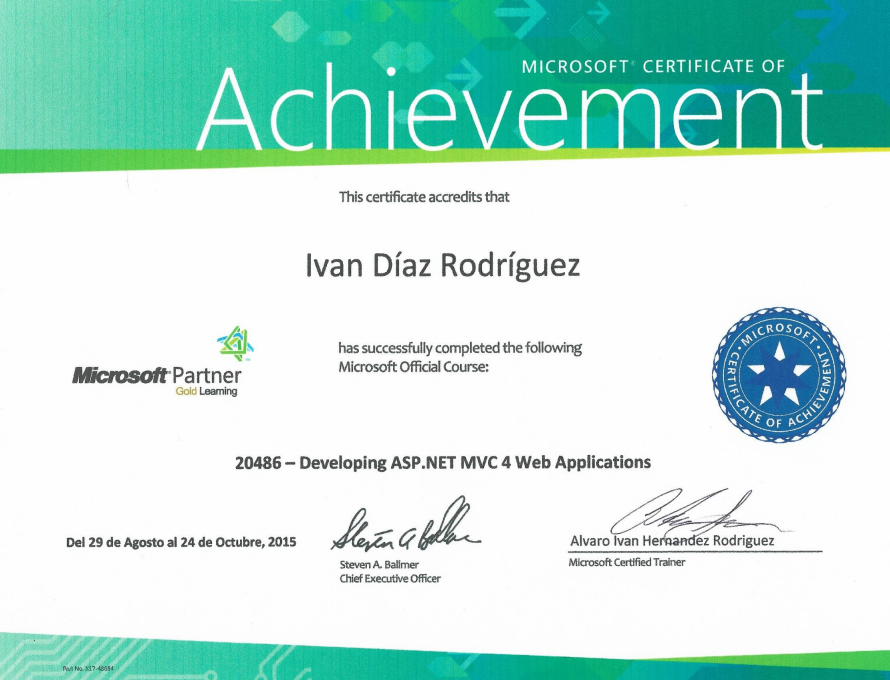 MICROSOFT® CERTIFICATE OF
Achievement
This certificate accredits that
Ivan Díaz Rodríguez
has successfully completed the following
Microsoft Official Course:
Microsoft Partner
Gold Learning
MICROSOFT · CERTIFICATE OF ACHIEVEMENT ·
20486 – Developing ASP.NET MVC 4 Web Applications
Del 29 de Agosto al 24 de Octubre, 2015
Steven A Ballmer
Steven A. Ballmer
Chief Executive Officer
Alvaro Ivan Hernandez Rodriguez
Microsoft Certified Trainer
Part No.